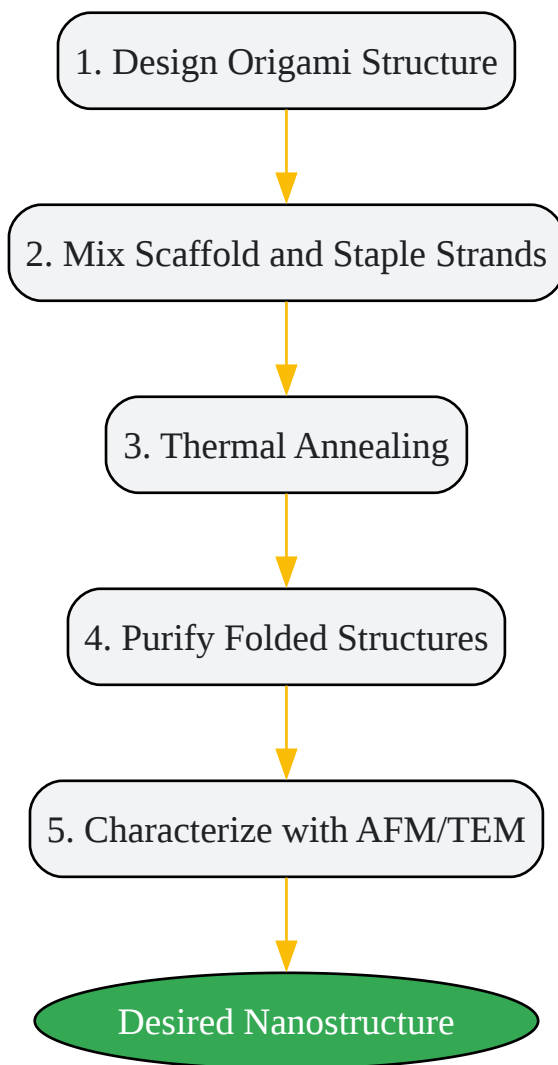 1. Design Origami Structure
2. Mix Scaffold and Staple Strands
3. Thermal Annealing
4. Purify Folded Structures
5. Characterize with AFM/TEM
Desired Nanostructure